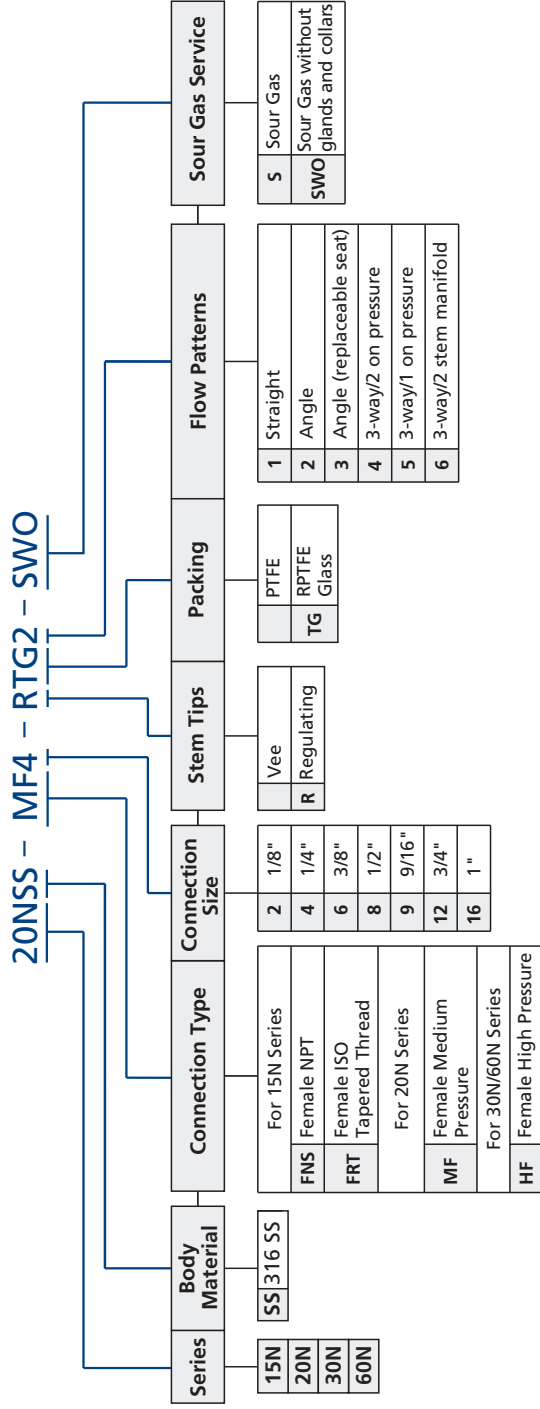 20NSS – MF4 – RTG2 – SWO
Series
15N
20N
30N
60N
Body
Material
SS 316 SS
Connection Type
For 15N Series
FNS Female NPT
FRT Female ISO
Tapered Thread
For 20N Series
MF Female Medium
Pressure
For 30N/60N Series
HF Female High Pressure
Connection
Size
2 1/8"
4 1/4"
6 3/8"
8 1/2"
9 9/16"
12 3/4"
16 1"
Stem Tips
Vee
R Regulating
Packing
PTFE
TG RPTFE
Glass
Flow Patterns
1 Straight
2 Angle
3 Angle (replaceable seat)
4 3-way/2 on pressure
5 3-way/1 on pressure
6 3-way/2 stem manifold
Sour Gas Service
S Sour Gas
SWO Sour Gas without
glands and collars